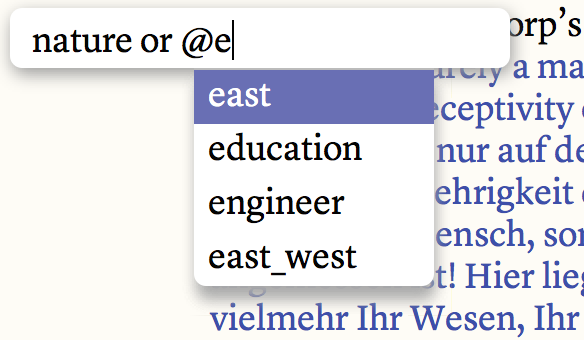 nature or @e
east
education
engineer
east_west
orp's
rely a ma
eceptivity
nur auf de
ehrigkeit
ensch, so
t! Hier lieg
vielmehr Ihr Wesen, Ihr